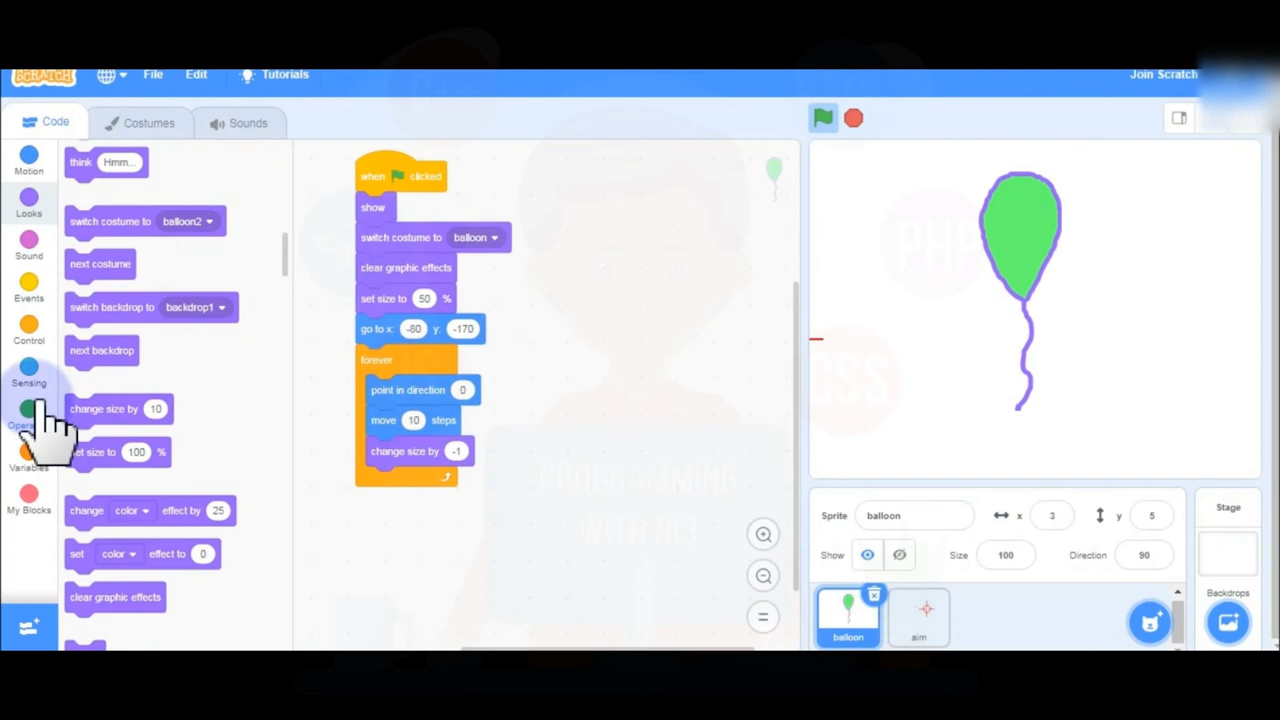 SCRATCH
File
Edit
Tutorials
Join Scratch
Code
Costumes
Sounds
Motion
Looks
Sound
Events
Control
Sensing
Variables
My Blocks
think Hmm...
switch costume to balloon2
next costume
switch backdrop to backdrop1
next backdrop
change size by 10
set size to 100 %
change color effect by 25
set color effect to 0
clear graphic effects
when clicked
show
switch costume to balloon
clear graphic effects
set size to 50 %
go to x: -80 y: -170
forever
point in direction 0
move 10 steps
change size by -1
PHP
CSS
PROGRAMMING
WITH
Sprite balloon x 3 y 5
Show Size 100 Direction 90
balloon
aim
Stage
Backdrops